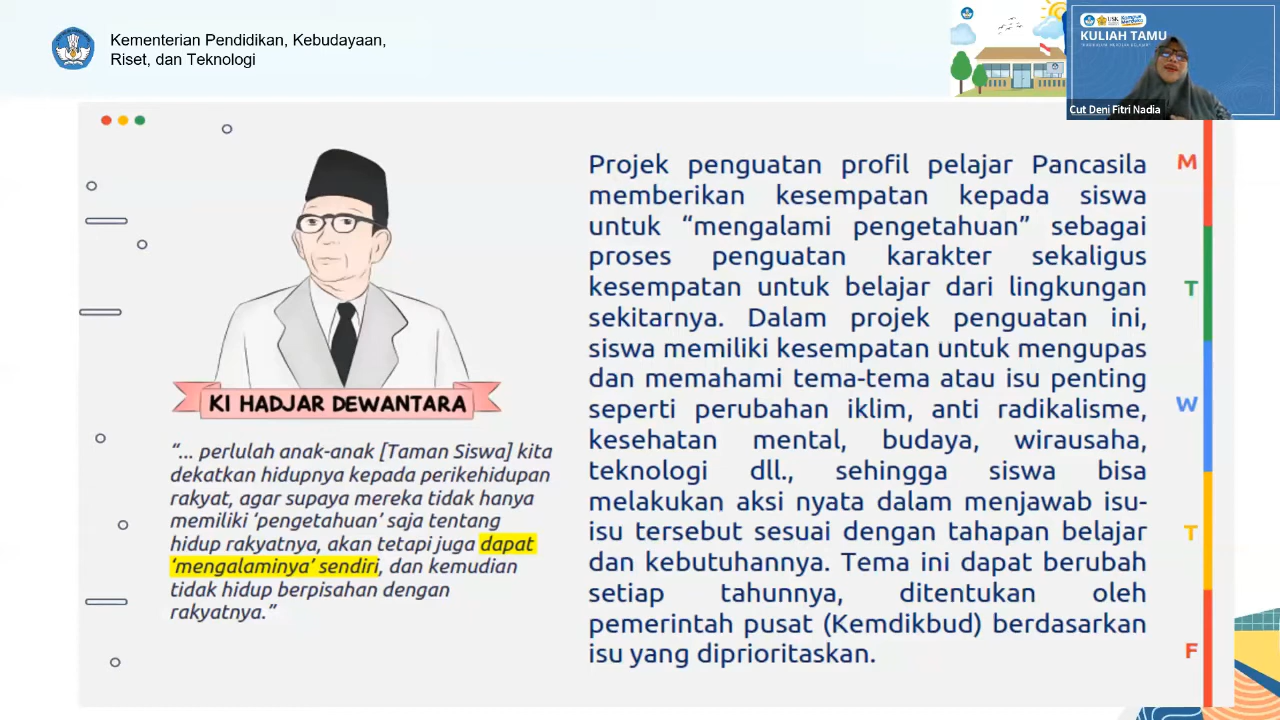 Kementerian Pendidikan, Kebudayaan,
Riset, dan Teknologi
KULIAH TAMU
Cut Deni Fitri Nadia
KI HADJAR DEWANTARA
“... perlulah anak-anak [Taman Siswa] kita
dekatkan hidupnya kepada perikehidupan
rakyat, agar supaya mereka tidak hanya
memiliki ‘pengetahuan’ saja tentang
hidup rakyatnya, akan tetapi juga dapat
‘mengalaminya’ sendiri, dan kemudian
tidak hidup berpisahan dengan
rakyatnya.”
Projek penguatan profil pelajar Pancasila
memberikan kesempatan kepada siswa
untuk “mengalami pengetahuan” sebagai
proses penguatan karakter sekaligus
kesempatan untuk belajar dari lingkungan
sekitarnya. Dalam projek penguatan ini,
siswa memiliki kesempatan untuk mengupas
dan memahami tema-tema atau isu penting
seperti perubahan iklim, anti radikalisme,
kesehatan mental, budaya, wirausaha,
teknologi dll., sehingga siswa bisa
melakukan aksi nyata dalam menjawab isu-
isu tersebut sesuai dengan tahapan belajar
dan kebutuhannya. Tema ini dapat berubah
setiap tahunnya, ditentukan oleh
pemerintah pusat (Kemdikbud) berdasarkan
isu yang diprioritaskan.
M
T
W
T
F